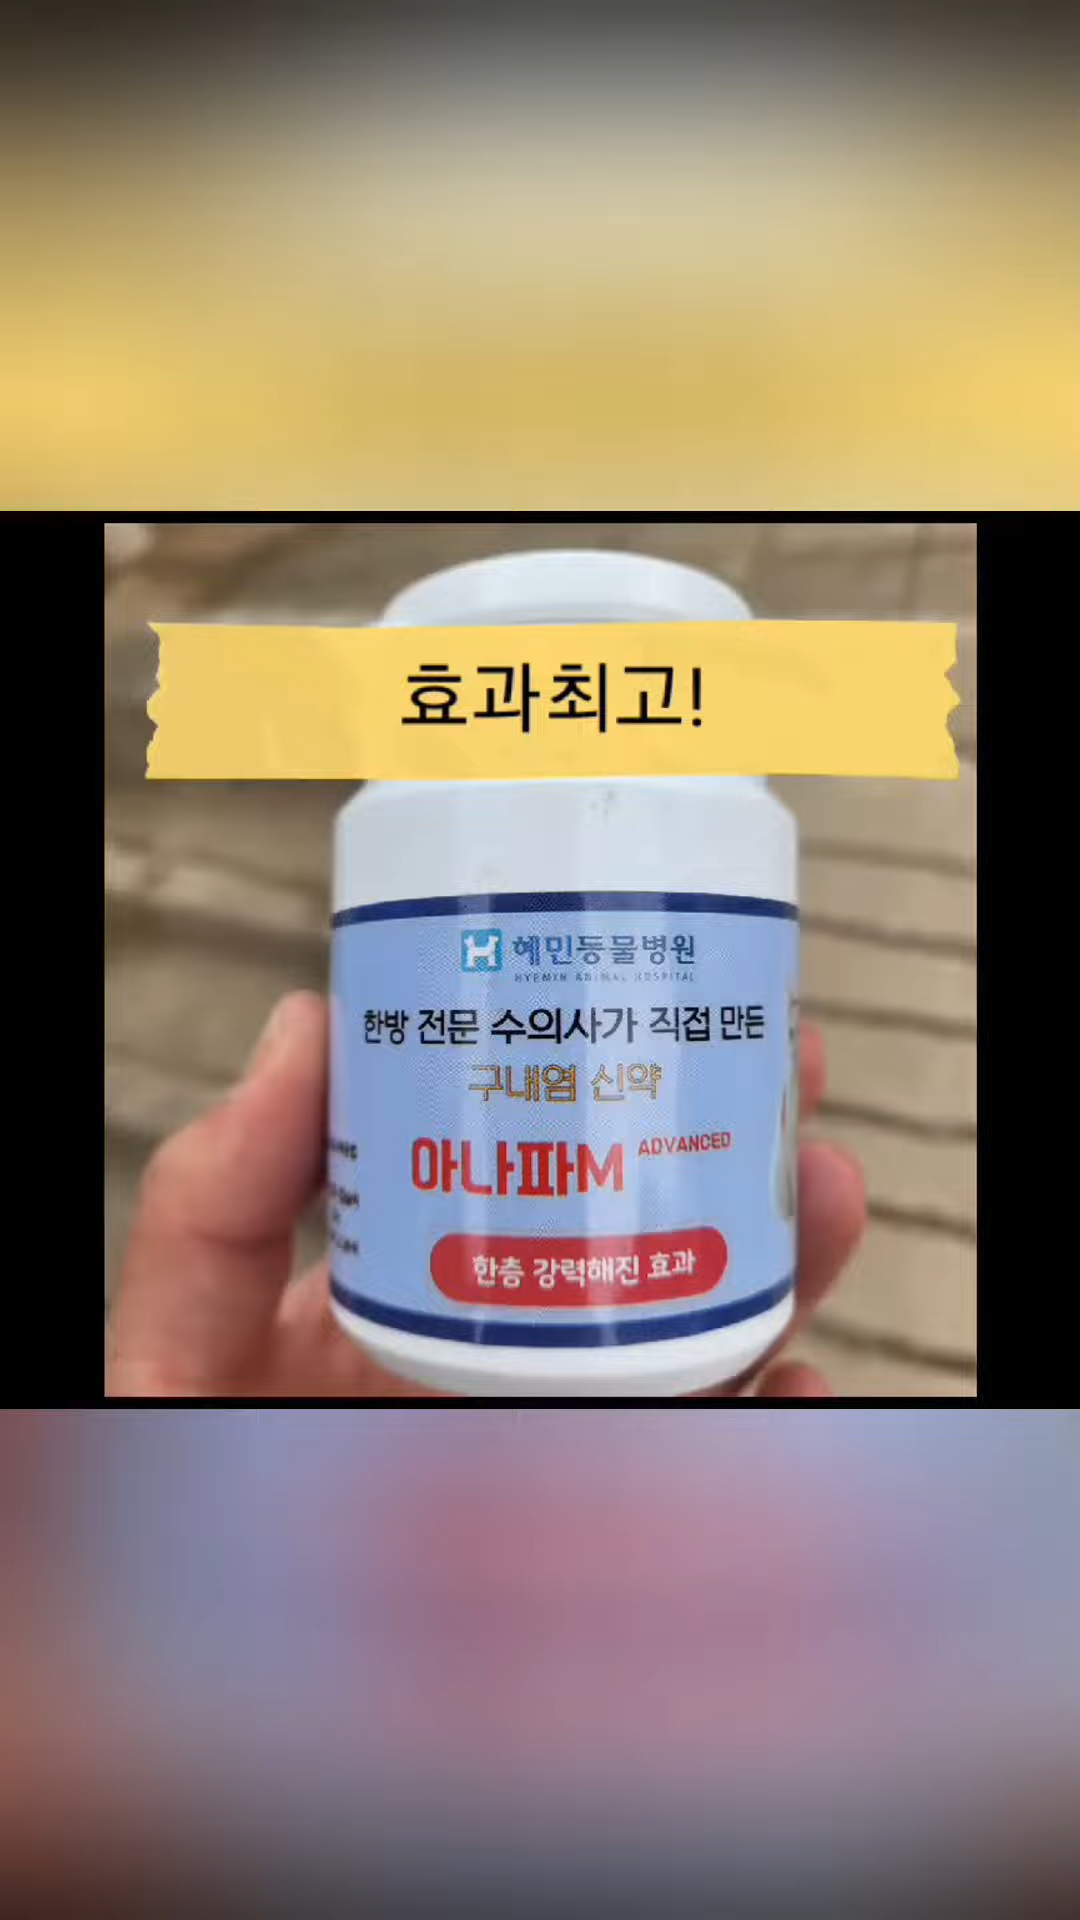 효과최고!
혜민동물병원
HYEMIN ANIMAL HOSPITAL
한방 전문 수의사가 직접 만든
구내염 신약
아나파M ADVANCED
한층 강력해진 효과